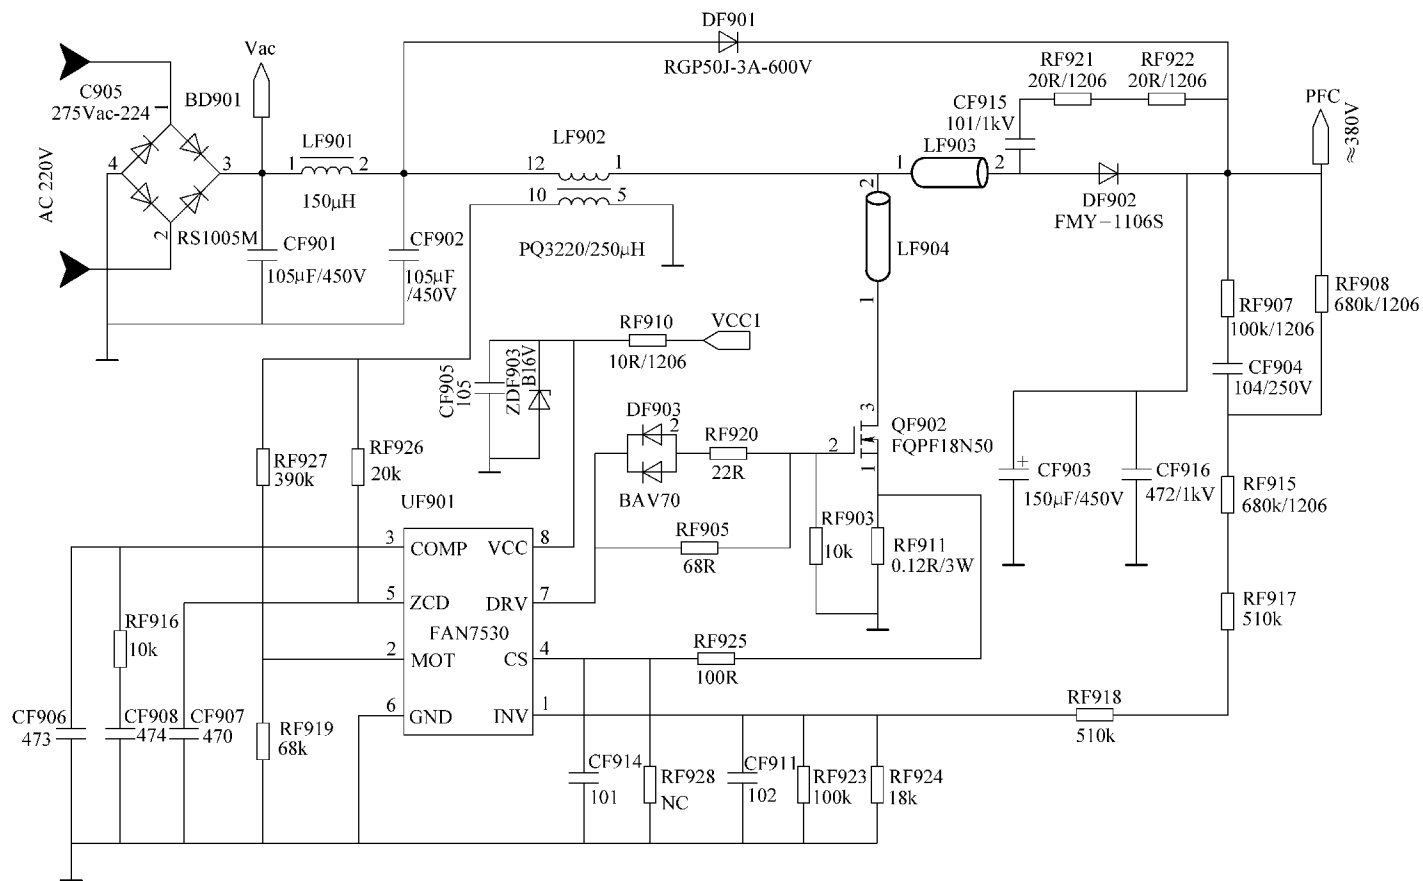 DF901
RGP50J-3A-600V
Vac
C905
275Vac-224
BD901
1
4
3
2
AC 220V
RS1005M
LF901
1
2
150μH
CF901
105μF/450V
CF902
105μF
/450V
LF902
12
1
10
5
PQ3220/250μH
RF921
20R/1206
RF922
20R/1206
CF915
101/1kV
LF903
1
2
DF902
FMY-1106S
PFC
≈380V
2
LF904
1
RF907
100k/1206
RF908
680k/1206
CF904
104/250V
RF910
10R/1206
VCC1
CF905
105
ZDF903
B16V
DF903
2
BAV70
RF920
22R
2
3
1
QF902
FQPF18N50
+
CF903
150μF/450V
CF916
472/1kV
RF915
680k/1206
RF927
390k
RF926
20k
UF901
RF905
68R
RF903
10k
RF911
0.12R/3W
3
COMP
VCC
8
5
ZCD
DRV
7
FAN7530
2
MOT
CS
4
6
GND
INV
1
RF916
10k
RF925
100R
RF917
510k
RF918
510k
CF906
473
CF908
474
CF907
470
RF919
68k
CF914
101
RF928
NC
CF911
102
RF923
100k
RF924
18k